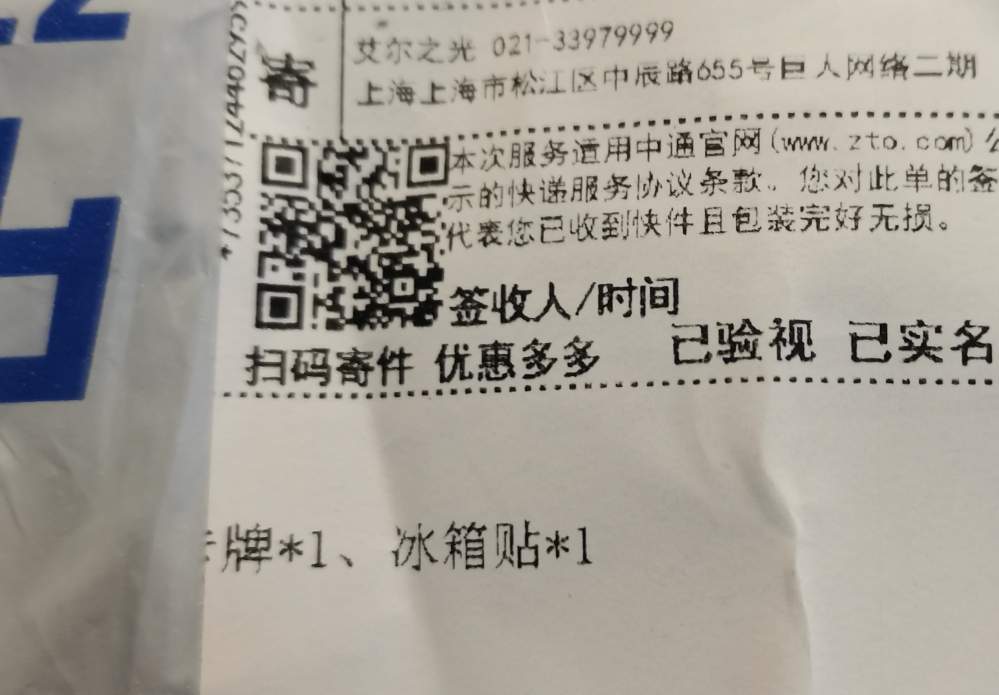 寄
艾尔之光 021-33979999
上海上海市松江区中辰路655号巨人网络二期
本次服务适用中通官网(www.zto.com)公
示的快递服务协议条款。您对此单的签
代表您已收到快件且包装完好无损。
签收人/时间
扫码寄件 优惠多多
已验视 已实名
牌*1、冰箱贴*1